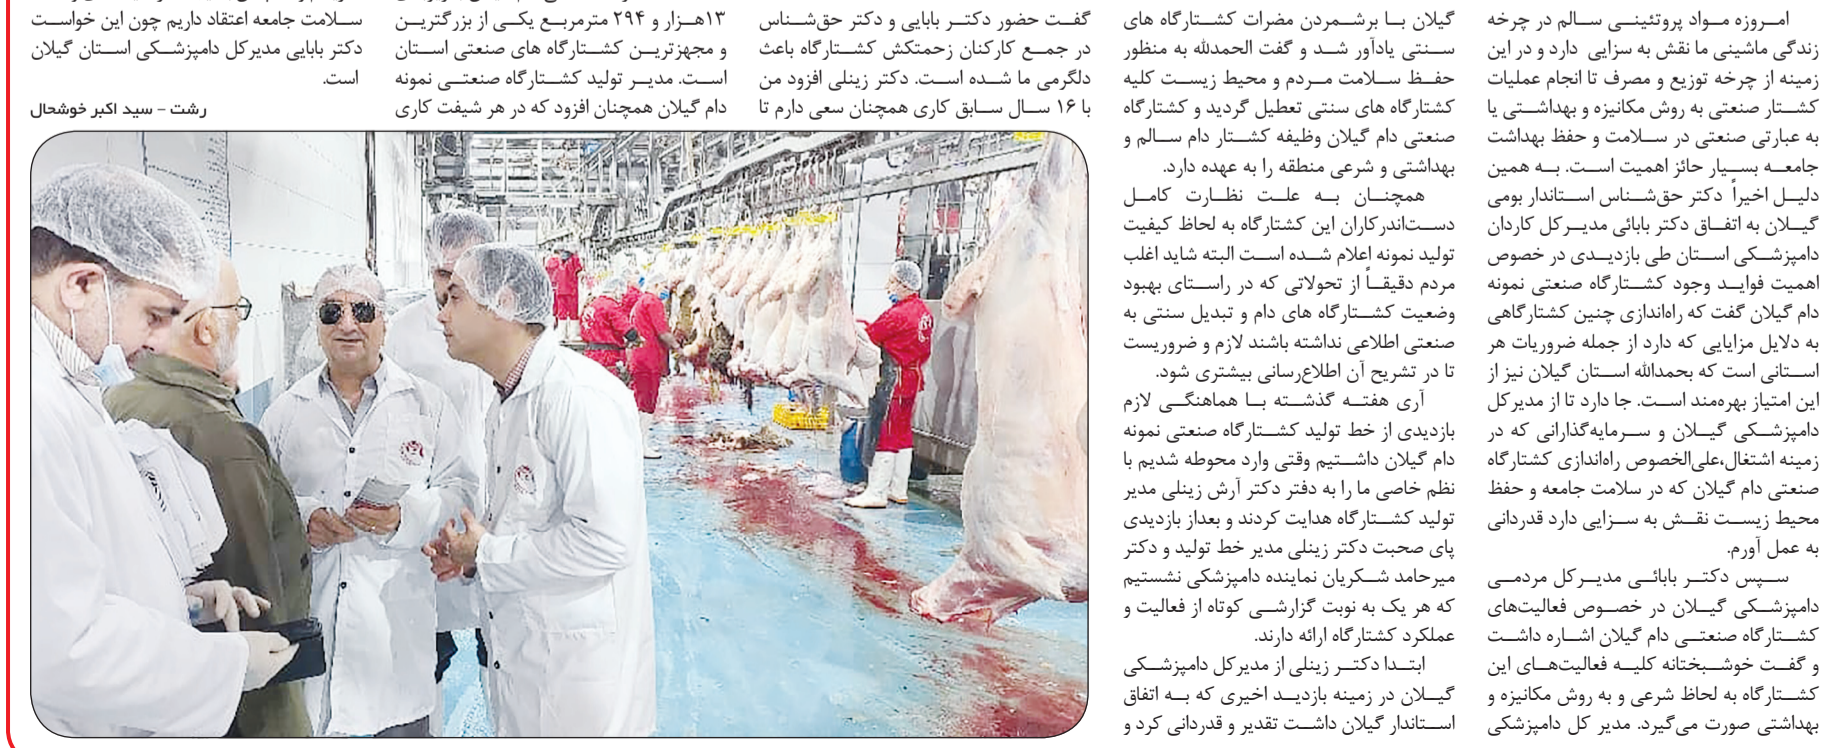 امروزه مواد پروتئینی سالم در چرخه
زندگی ماشینی ما نقش به سزایی دارد و در این
زمینه از چرخه توزیع و مصرف تا انجام عملیات
کشتار صنعتی به روش مکانیزه و بهداشتی یا
به عبارتی صنعتی در سلامت و حفظ بهداشت
جامعه بسیار حائز اهمیت است. به همین
دلیل اخیراً دکتر حق‌شناس استاندار بومی
گیلان به اتفاق دکتر بابائی مدیرکل کاردان
دامپزشکی استان طی بازدیدی در خصوص
اهمیت فواید وجود کشتارگاه صنعتی نمونه
دام گیلان گفت که راه‌اندازی چنین کشتارگاهی
به دلایل مزایایی که دارد از جمله ضروریات هر
استانی است که بحمدالله استان گیلان نیز از
این امتیاز بهره‌مند است. جا دارد تا از مدیرکل
دامپزشکی گیلان و سرمایه‌گذارانی که در
زمینه اشتغال،علی‌الخصوص راه‌اندازی کشتارگاه
صنعتی دام گیلان که در سلامت جامعه و حفظ
محیط زیست نقش به سزایی دارد قدردانی
به عمل آورم.
سپس دکتر بابائی مدیرکل مردمی
دامپزشکی گیلان در خصوص فعالیت‌های
کشتارگاه صنعتی دام گیلان اشاره داشت
و گفت خوشبختانه کلیه فعالیت‌های این
کشتارگاه به لحاظ شرعی و به روش مکانیزه و
بهداشتی صورت می‌گیرد. مدیر کل دامپزشکی
گیلان با برشمردن مضرات کشتارگاه های
سنتی یادآور شد و گفت الحمدلله به منظور
حفظ سلامت مردم و محیط زیست کلیه
کشتارگاه های سنتی تعطیل گردید و کشتارگاه
صنعتی دام گیلان وظیفه کشتار دام سالم و
بهداشتی و شرعی منطقه را به عهده دارد.
همچنان به علت نظارت کامل
دست‌اندرکاران این کشتارگاه به لحاظ کیفیت
تولید نمونه اعلام شده است البته شاید اغلب
مردم دقیقاً از تحولاتی که در راستای بهبود
وضعیت کشتارگاه های دام و تبدیل سنتی به
صنعتی اطلاعی نداشته باشند لازم و ضروریست
تا در تشریح آن اطلاع‌رسانی بیشتری شود.
آری هفته گذشته با هماهنگی لازم
بازدیدی از خط تولید کشتارگاه صنعتی نمونه
دام گیلان داشتیم وقتی وارد محوطه شدیم با
نظم خاصی ما را به دفتر دکتر آرش زینلی مدیر
تولید کشتارگاه هدایت کردند و بعداز بازدیدی
پای صحبت دکتر زینلی مدیر خط تولید و دکتر
میرحامد شکریان نماینده دامپزشکی نشستیم
که هر یک به نوبت گزارشی کوتاه از فعالیت و
عملکرد کشتارگاه ارائه دارند.
ابتدا دکتر زینلی از مدیرکل دامپزشکی
گیلان در زمینه بازدید اخیری که به اتفاق
استاندار گیلان داشت تقدیر و قدردانی کرد و
گفت حضور دکتر بابایی و دکتر حق‌شناس
در جمع کارکنان زحمتکش کشتارگاه باعث
دلگرمی ما شده است. دکتر زینلی افزود من
با ۱۶ سال سابق کاری همچنان سعی دارم تا
۱۳هزار و ۲۹۴ مترمربع یکی از بزرگترین
و مجهزترین کشتارگاه های صنعتی استان
است. مدیر تولید کشتارگاه صنعتی نمونه
دام گیلان همچنان افزود که در هر شیفت کاری
سلامت جامعه اعتقاد داریم چون این خواست
دکتر بابایی مدیرکل دامپزشکی استان گیلان
است.
رشت – سید اکبر خوشحال